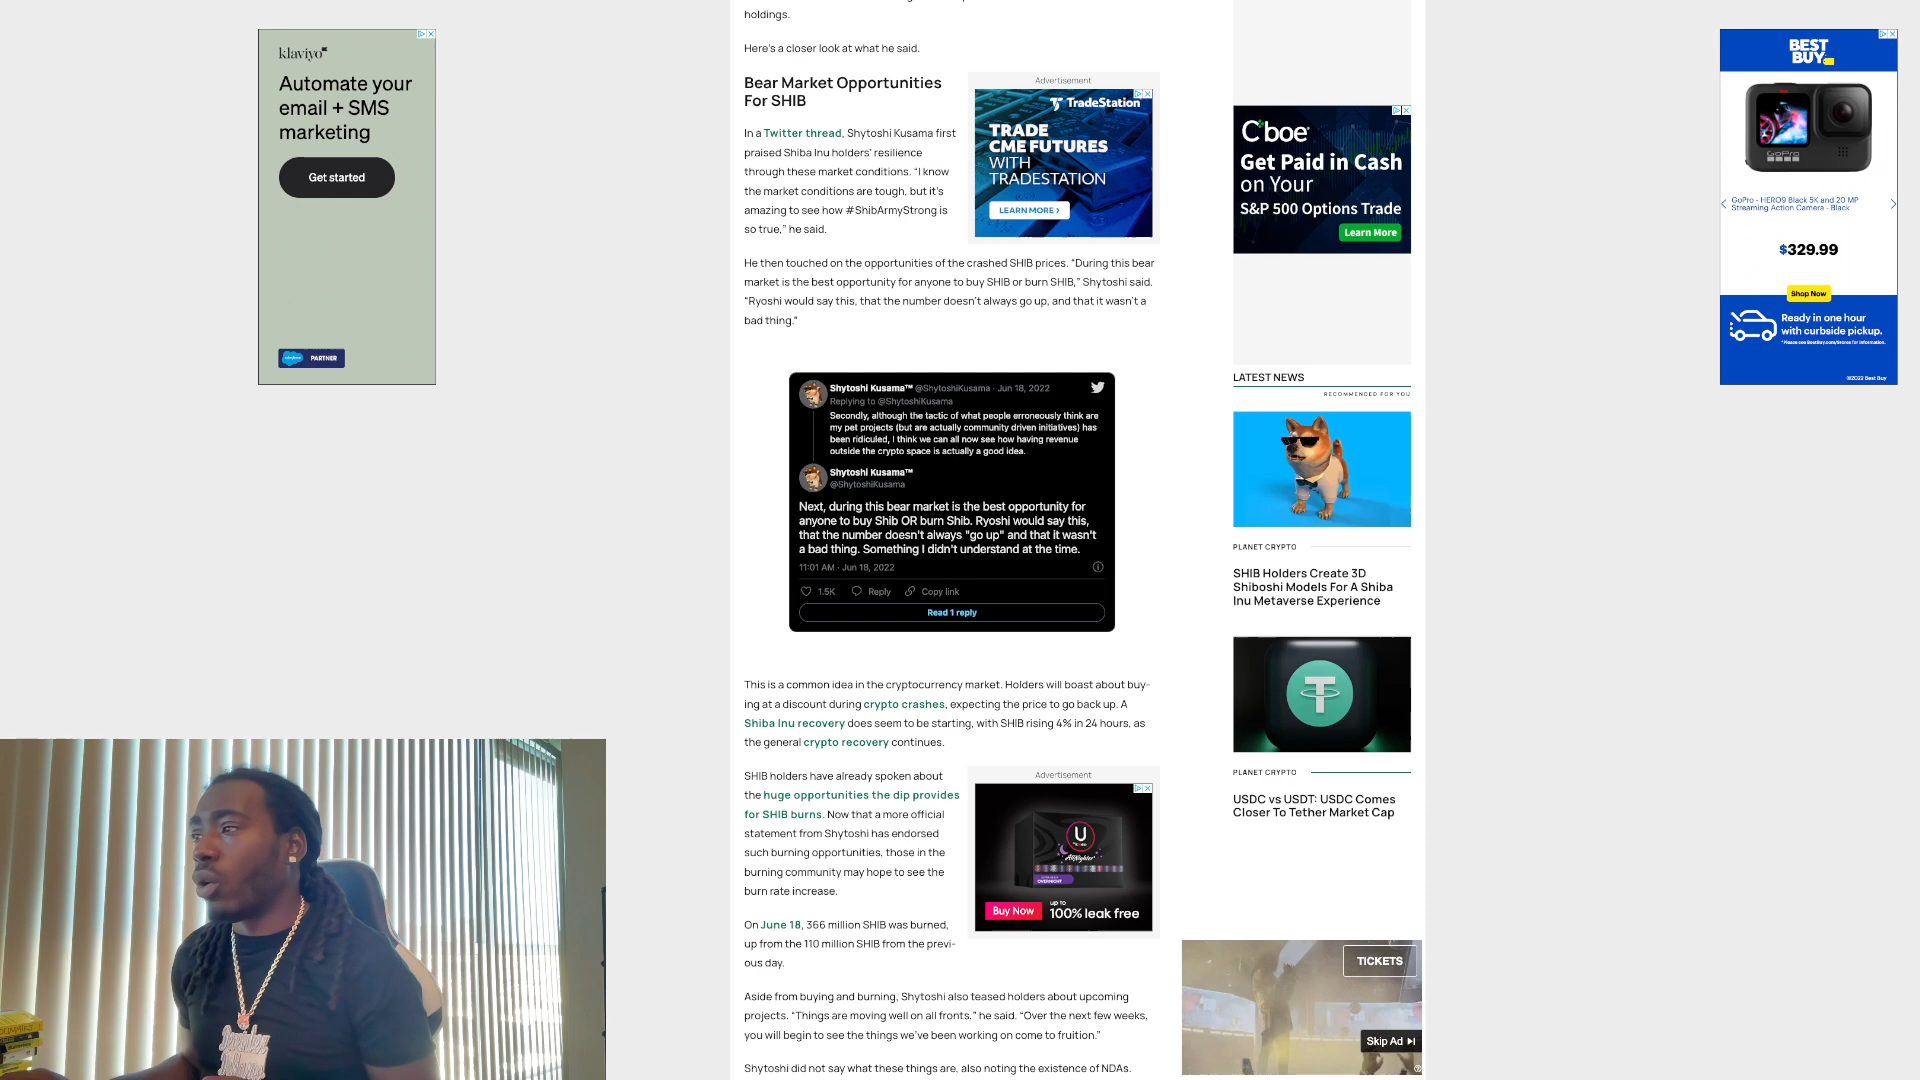 klaviyo
Automate your
email + SMS
marketing
Get started
PARTNER
holdings.
Here's a closer look at what he said.
Bear Market Opportunities
For SHIB
In a Twitter thread, Shytoshi Kusama first
praised Shiba Inu holders' resilience
through these market conditions. “I know
the market conditions are tough, but it's
amazing to see how #ShibArmyStrong is
so true,” he said.
Advertisement
TradeStation
TRADE
CME FUTURES
WITH
TRADESTATION
LEARN MORE >
He then touched on the opportunities of the crashed SHIB prices. “During this bear
market is the best opportunity for anyone to buy SHIB or burn SHIB,” Shytoshi said.
“Ryoshi would say this, that the number doesn't always go up, and that it wasn't a
bad thing.”
Shytoshi Kusama™ @ShytoshiKusama · Jun 18, 2022
Replying to @ShytoshiKusama
Secondly, although the tactic of what people erroneously think are
my pet projects (but are actually community driven initiatives) has
been ridiculed, I think we can all now see how having revenue
outside the crypto space is actually a good idea.
Shytoshi Kusama™
@ShytoshiKusama
Next, during this bear market is the best opportunity for
anyone to buy Shib OR burn Shib. Ryoshi would say this,
that the number doesn't always "go up" and that it wasn't
a bad thing. Something I didn't understand at the time.
11:01 AM · Jun 18, 2022
1.5K Reply Copy link
Read 1 reply
This is a common idea in the cryptocurrency market. Holders will boast about buy-
ing at a discount during crypto crashes, expecting the price to go back up. A
Shiba Inu recovery does seem to be starting, with SHIB rising 4% in 24 hours, as
the general crypto recovery continues.
SHIB holders have already spoken about
the huge opportunities the dip provides
for SHIB burns. Now that a more official
statement from Shytoshi has endorsed
such burning opportunities, those in the
burning community may hope to see the
burn rate increase.
On June 18, 366 million SHIB was burned,
up from the 110 million SHIB from the previ-
ous day.
Advertisement
U
AllNighter
OVERNIGHT
Buy Now
up to
100% leak free
Aside from buying and burning, Shytoshi also teased holders about upcoming
projects. “Things are moving well on all fronts,” he said. “Over the next few weeks,
you will begin to see the things we've been working on come to fruition.”
Shytoshi did not say what these things are, also noting the existence of NDAs.
Cboe
Get Paid in Cash
on Your
S&P 500 Options Trade
Learn More
LATEST NEWS
RECOMMENDED FOR YOU
PLANET CRYPTO
SHIB Holders Create 3D
Shiboshi Models For A Shiba
Inu Metaverse Experience
PLANET CRYPTO
USDC vs USDT: USDC Comes
Closer To Tether Market Cap
TICKETS
Skip Ad
BEST
BUY
GoPro
GoPro - HERO9 Black 5K and 20 MP
Streaming Action Camera - Black
$329.99
Shop Now
Ready in one hour
with curbside pickup.
*Please see BestBuy.com/Stores for information.
©2022 Best Buy